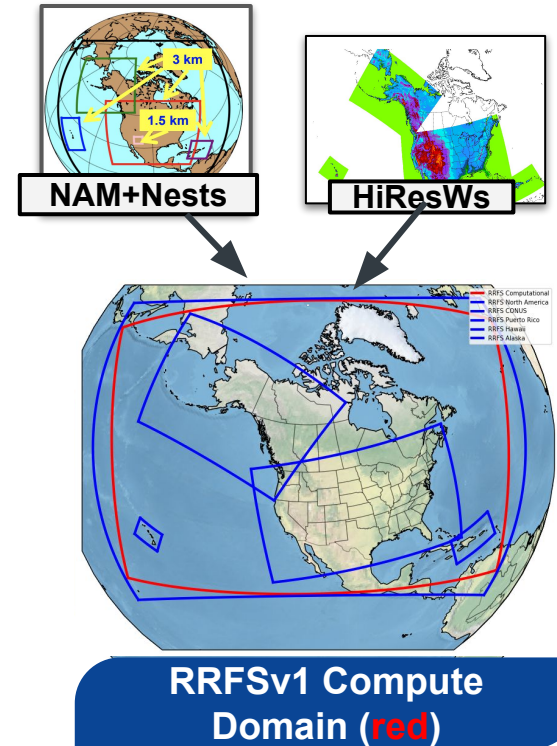 3 km
1.5 km
NAM+Nests
HiResWs
RRFS Computational
RRFS North America
RRFS CONUS
RRFS Puerto Rico
RRFS Hawaii
RRFS Alaska
RRFSv1 Compute
Domain (red)